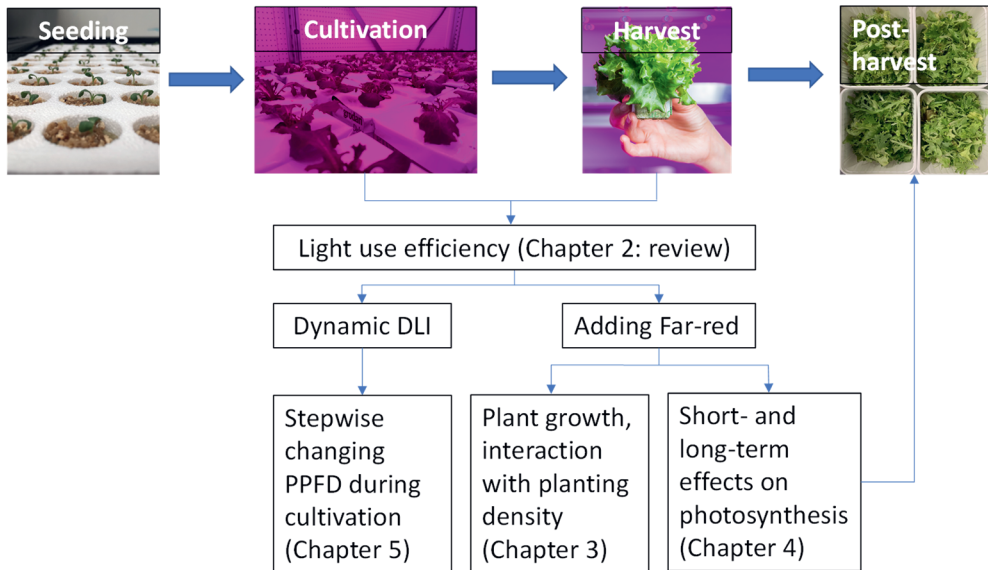 Seeding
Cultivation
Harvest
Post-
harvest
Light use efficiency (Chapter 2: review)
Dynamic DLI
Adding Far-red
Stepwise
changing
PPFD during
cultivation
(Chapter 5)
Plant growth,
interaction
with planting
density
(Chapter 3)
Short- and
long-term
effects on
photosynthesis
(Chapter 4)